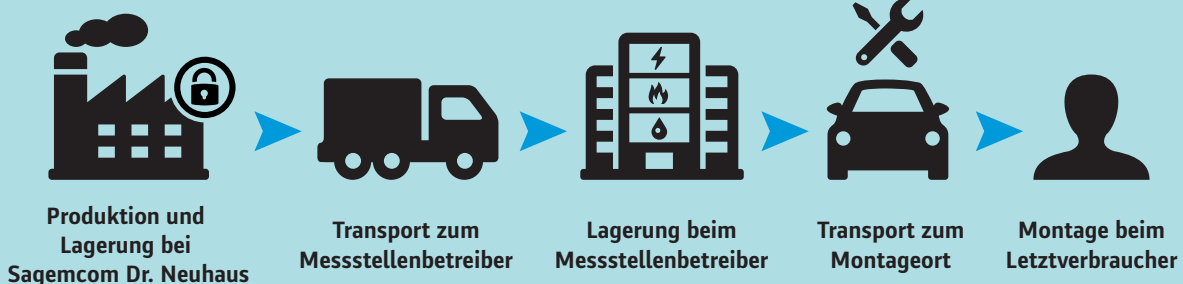 Produktion und
Lagerung bei
Sagemcom Dr. Neuhaus
Transport zum
Messstellenbetreiber
Lagerung beim
Messstellenbetreiber
Transport zum
Montageort
Montage beim
Letztverbraucher